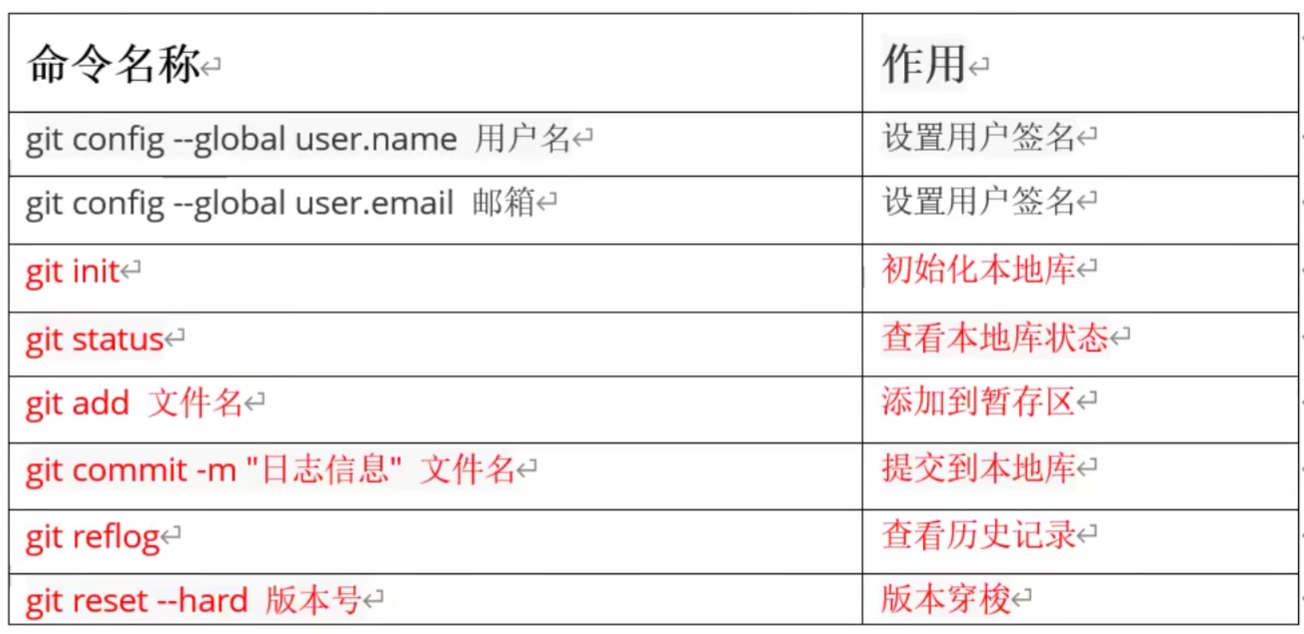 命令名称 作用
git config --global user.name 用户名 设置用户签名
git config --global user.email 邮箱 设置用户签名
git init 初始化本地库
git status 查看本地库状态
git add 文件名 添加到暂存区
git commit -m "日志信息" 文件名 提交到本地库
git reflog 查看历史记录
git reset --hard 版本号 版本穿梭